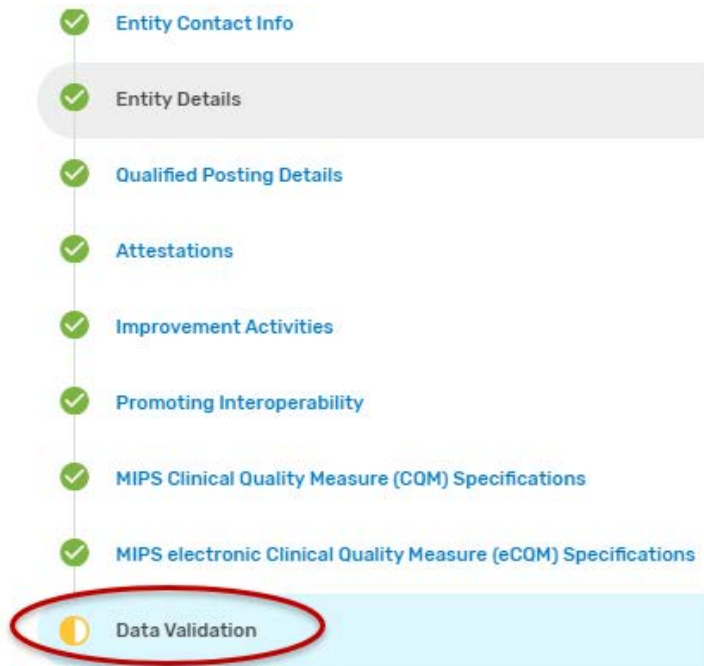 Entity Contact Info
Entity Details
Qualified Posting Details
Attestations
Improvement Activities
Promoting Interoperability
MIPS Clinical Quality Measure (CQM) Specifications
MIPS electronic Clinical Quality Measure (eCQM) Specifications
Data Validation